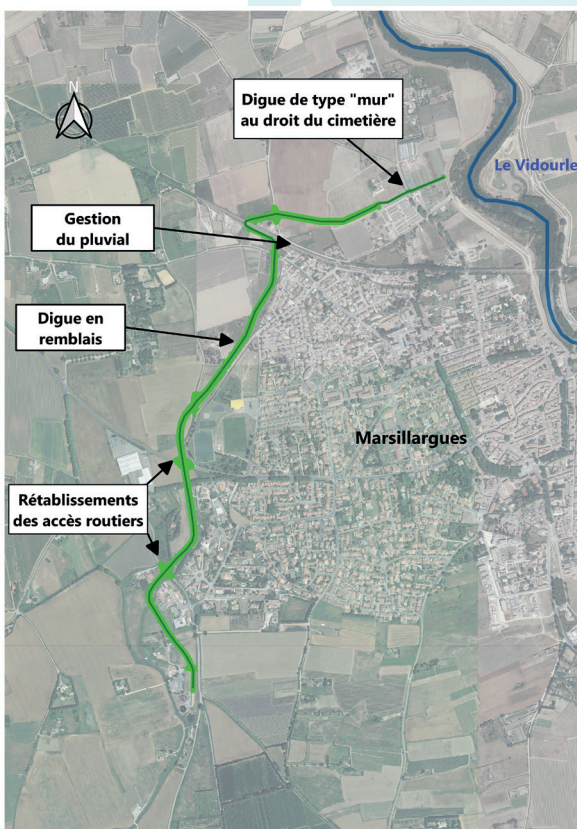 N
Digue de type "mur"
au droit du cimetière
Le Vidourle
Gestion
du pluvial
Digue en
remblais
Marsillargues
Rétablissements
des accès routiers